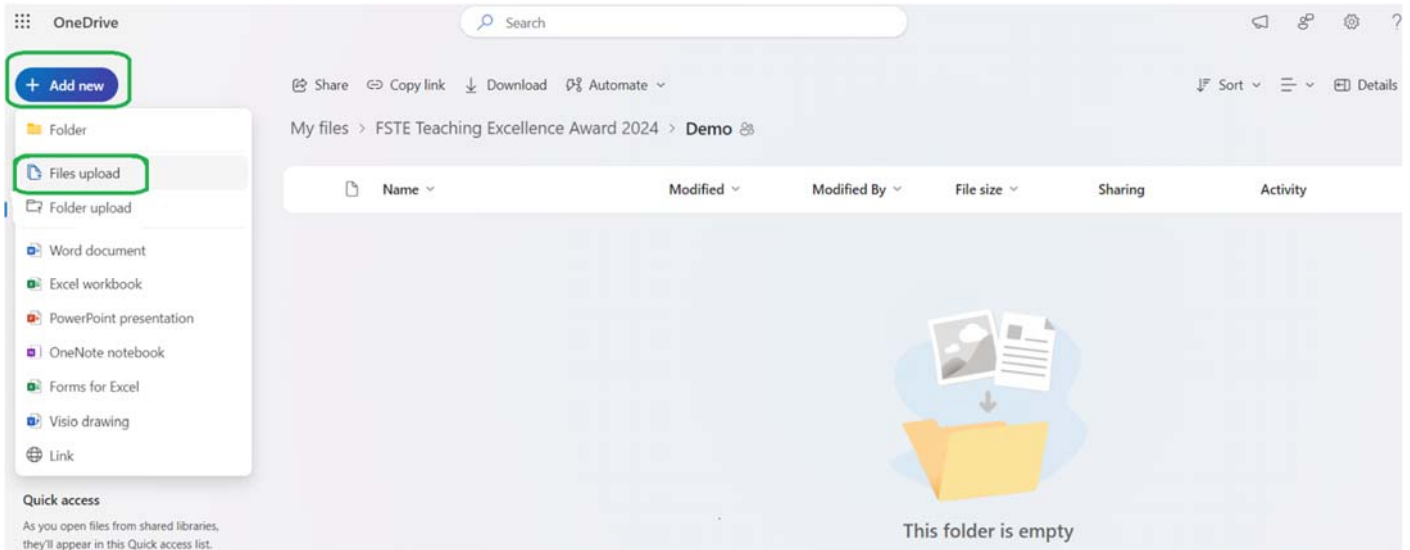 OneDrive
Search
?
+ Add new
Share Copy link Download Automate
Sort Details
Folder
My files > FSTE Teaching Excellence Award 2024 > Demo
Files upload
Name Modified Modified By File size Sharing Activity
Folder upload
Word document
Excel workbook
PowerPoint presentation
OneNote notebook
Forms for Excel
Visio drawing
Link
Quick access
As you open files from shared libraries,
they'll appear in this Quick access list.
This folder is empty